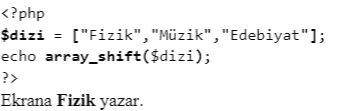 <?php
$dizi = ["Fizik","Müzik","Edebiyat"];
echo array_shift($dizi);
?>
Ekrana Fizik yazar.